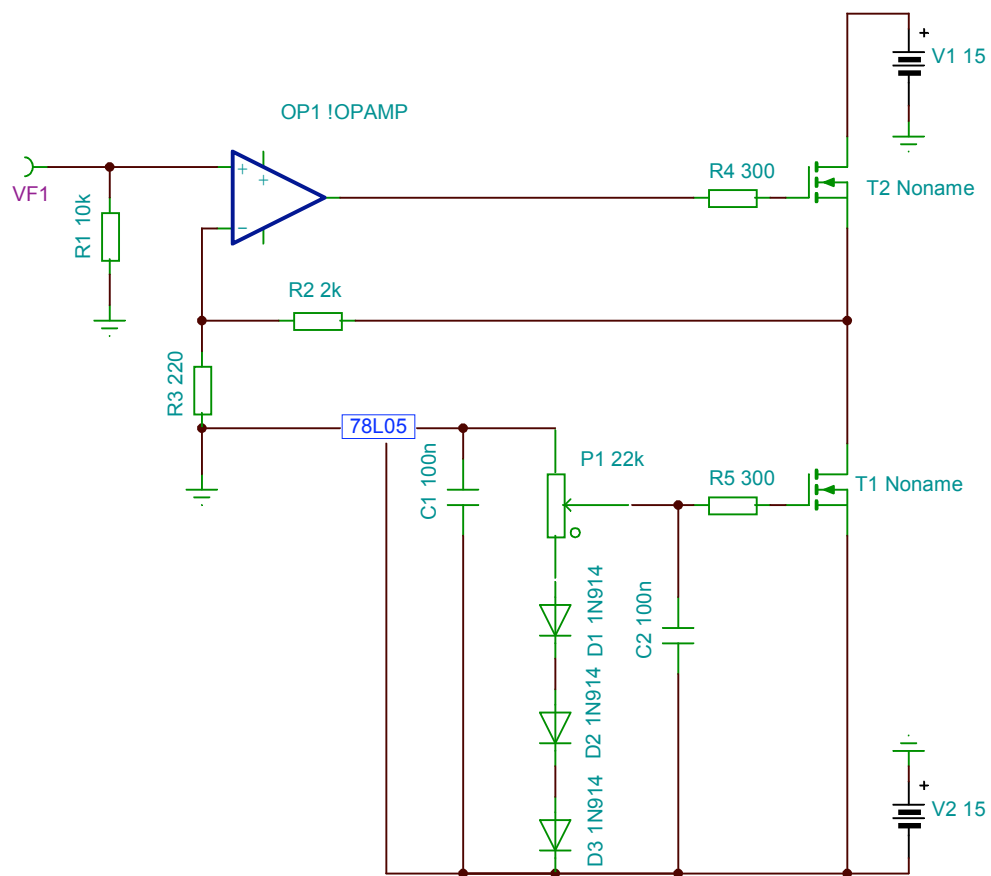 V1 15
OP1 !OPAMP
VF1
R1 10k
R4 300
T2 Noname
R2 2k
R3 220
78L05
C1 100n
P1 22k
R5 300
T1 Noname
D1 1N914
C2 100n
D2 1N914
D3 1N914
V2 15